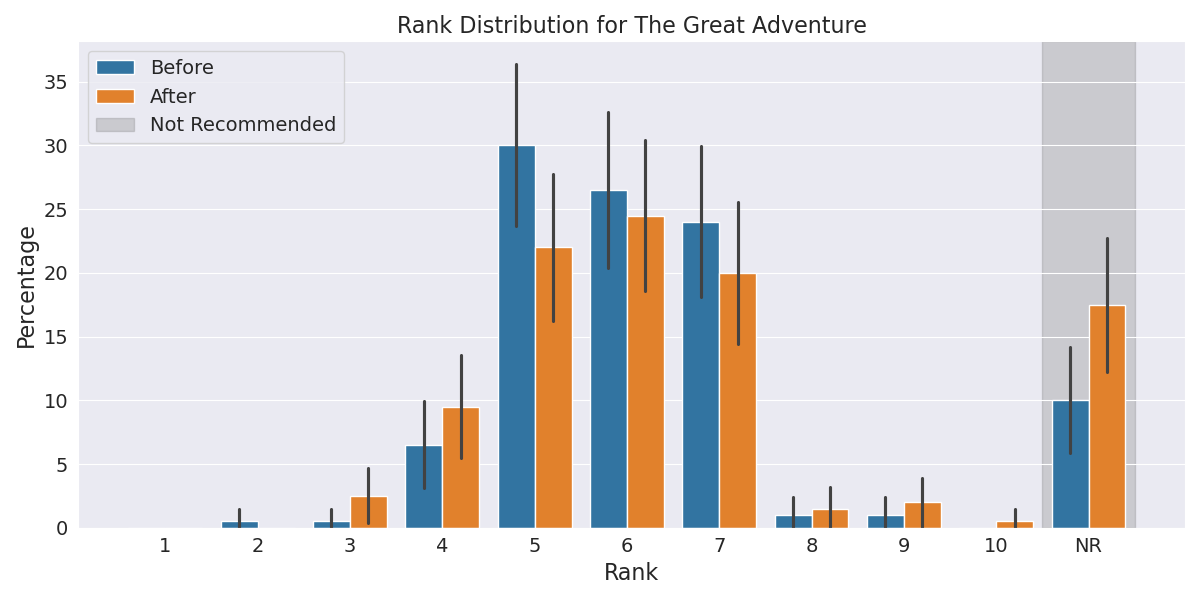 Rank Distribution for The Great Adventure
Before
After
Not Recommended
Percentage
35
30
25
20
15
10
5
0
1 2 3 4 5 6 7 8 9 10 NR
Rank